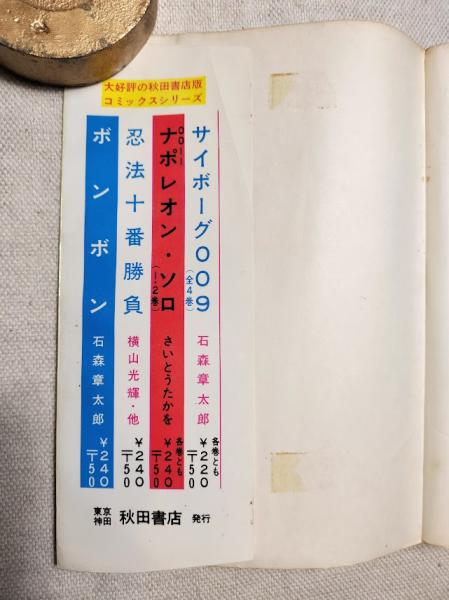 大好評の秋田書店版
コミックスシリーズ
サイボーグ009
(全4巻)
石森章太郎
各巻とも
¥220
〒50
0011
ナポレオン・ソロ
(1・2巻)
さいとうたかを
各巻とも
¥240
〒50
忍法十番勝負
横山光輝・他
¥240
〒50
ボンボン
石森章太郎
¥240
〒50
東京
神田
秋田書店 発行